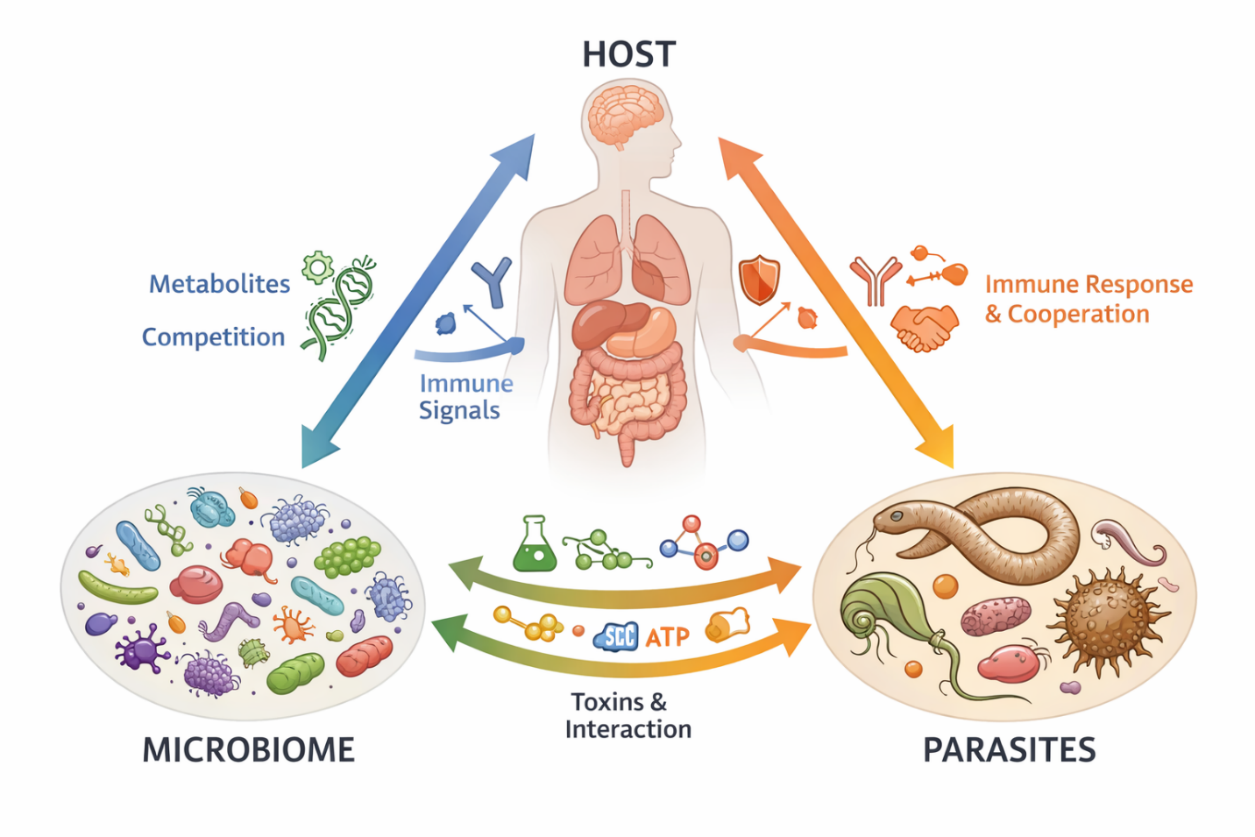 HOST
Metabolites
Competition
Immune
Signals
Immune Response
& Cooperation
SCC ATP
Toxins &
Interaction
MICROBIOME
PARASITES